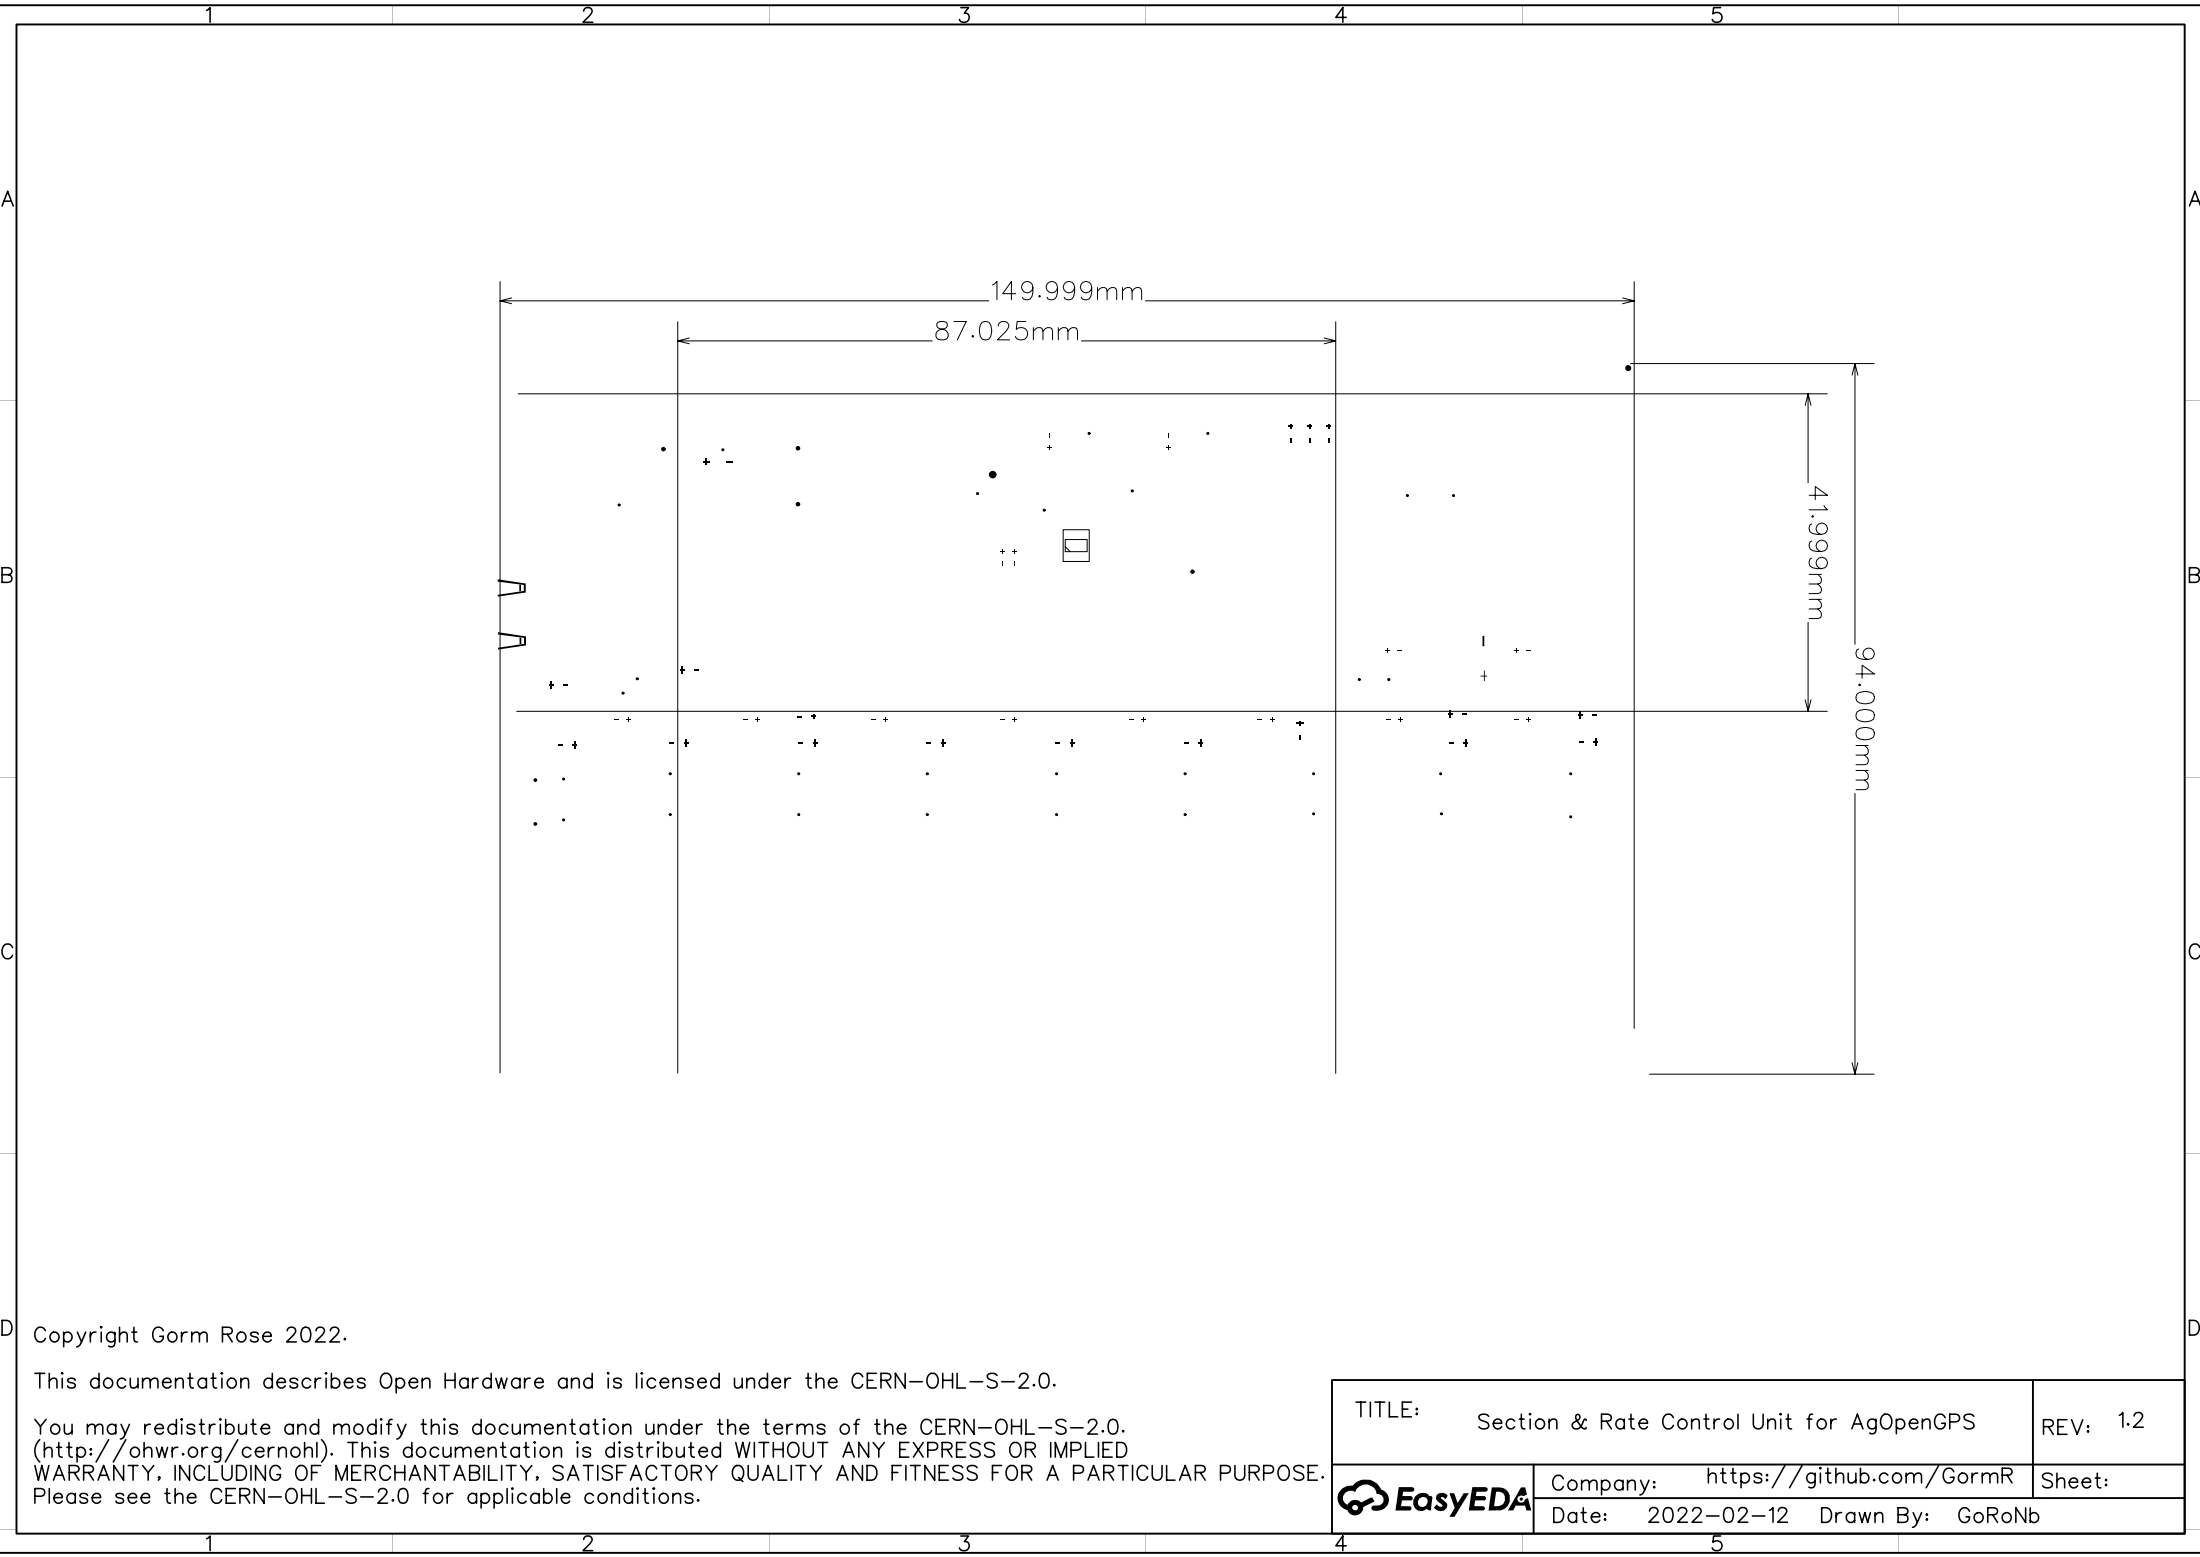 1 2 3 4 5
A A
149.999mm
87.025mm
41.999mm
B B
94.000mm
C C
D D
Copyright Gorm Rose 2022.
This documentation describes Open Hardware and is licensed under the CERN-OHL-S-2.0.
You may redistribute and modify this documentation under the terms of the CERN-OHL-S-2.0.
(http://ohwr.org/cernohl). This documentation is distributed WITHOUT ANY EXPRESS OR IMPLIED
WARRANTY, INCLUDING OF MERCHANTABILITY, SATISFACTORY QUALITY AND FITNESS FOR A PARTICULAR PURPOSE.
Please see the CERN-OHL-S-2.0 for applicable conditions.
TITLE: Section & Rate Control Unit for AgOpenGPS
REV: 1.2
EasyEDA
Company: https://github.com/GormR
Sheet:
Date: 2022-02-12 Drawn By: GoRoNb
1 2 3 4 5